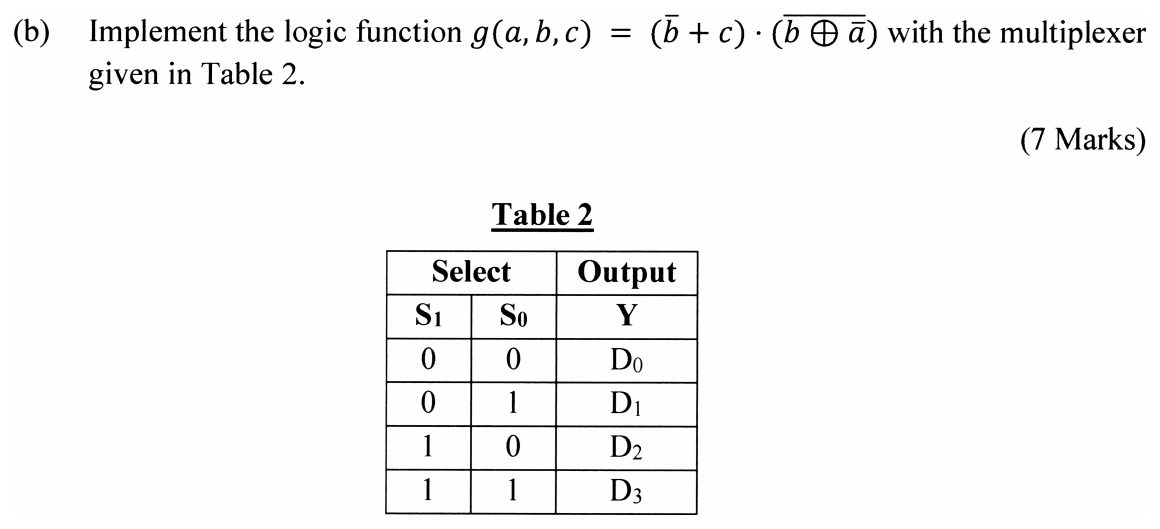 (b) Implement the logic function g(a, b, c) = (b̅ + c) · (\overline{b ⊕ a̅}) with the multiplexer
given in Table 2.
(7 Marks)
Table 2
Select Output
S₁ S₀ Y
0 0 D₀
0 1 D₁
1 0 D₂
1 1 D₃